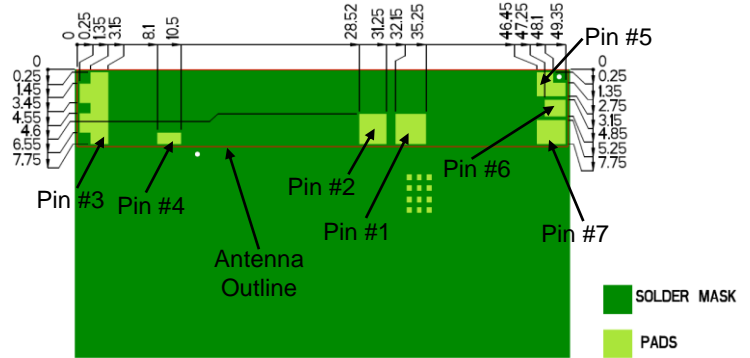 0
0.25
1.35
3.15
8.1
10.5
28.52
31.25
32.15
35.25
46.45
47.25
48.1
49.35
Pin #5
0
0.25
1.45
3.45
4.55
4.6
6.55
7.75
0
0.25
1.35
2.75
3.15
4.85
5.25
7.75
Pin #6
Pin #3
Pin #4
Pin #2
Pin #1
Pin #7
Antenna
Outline
SOLDER MASK
PADS